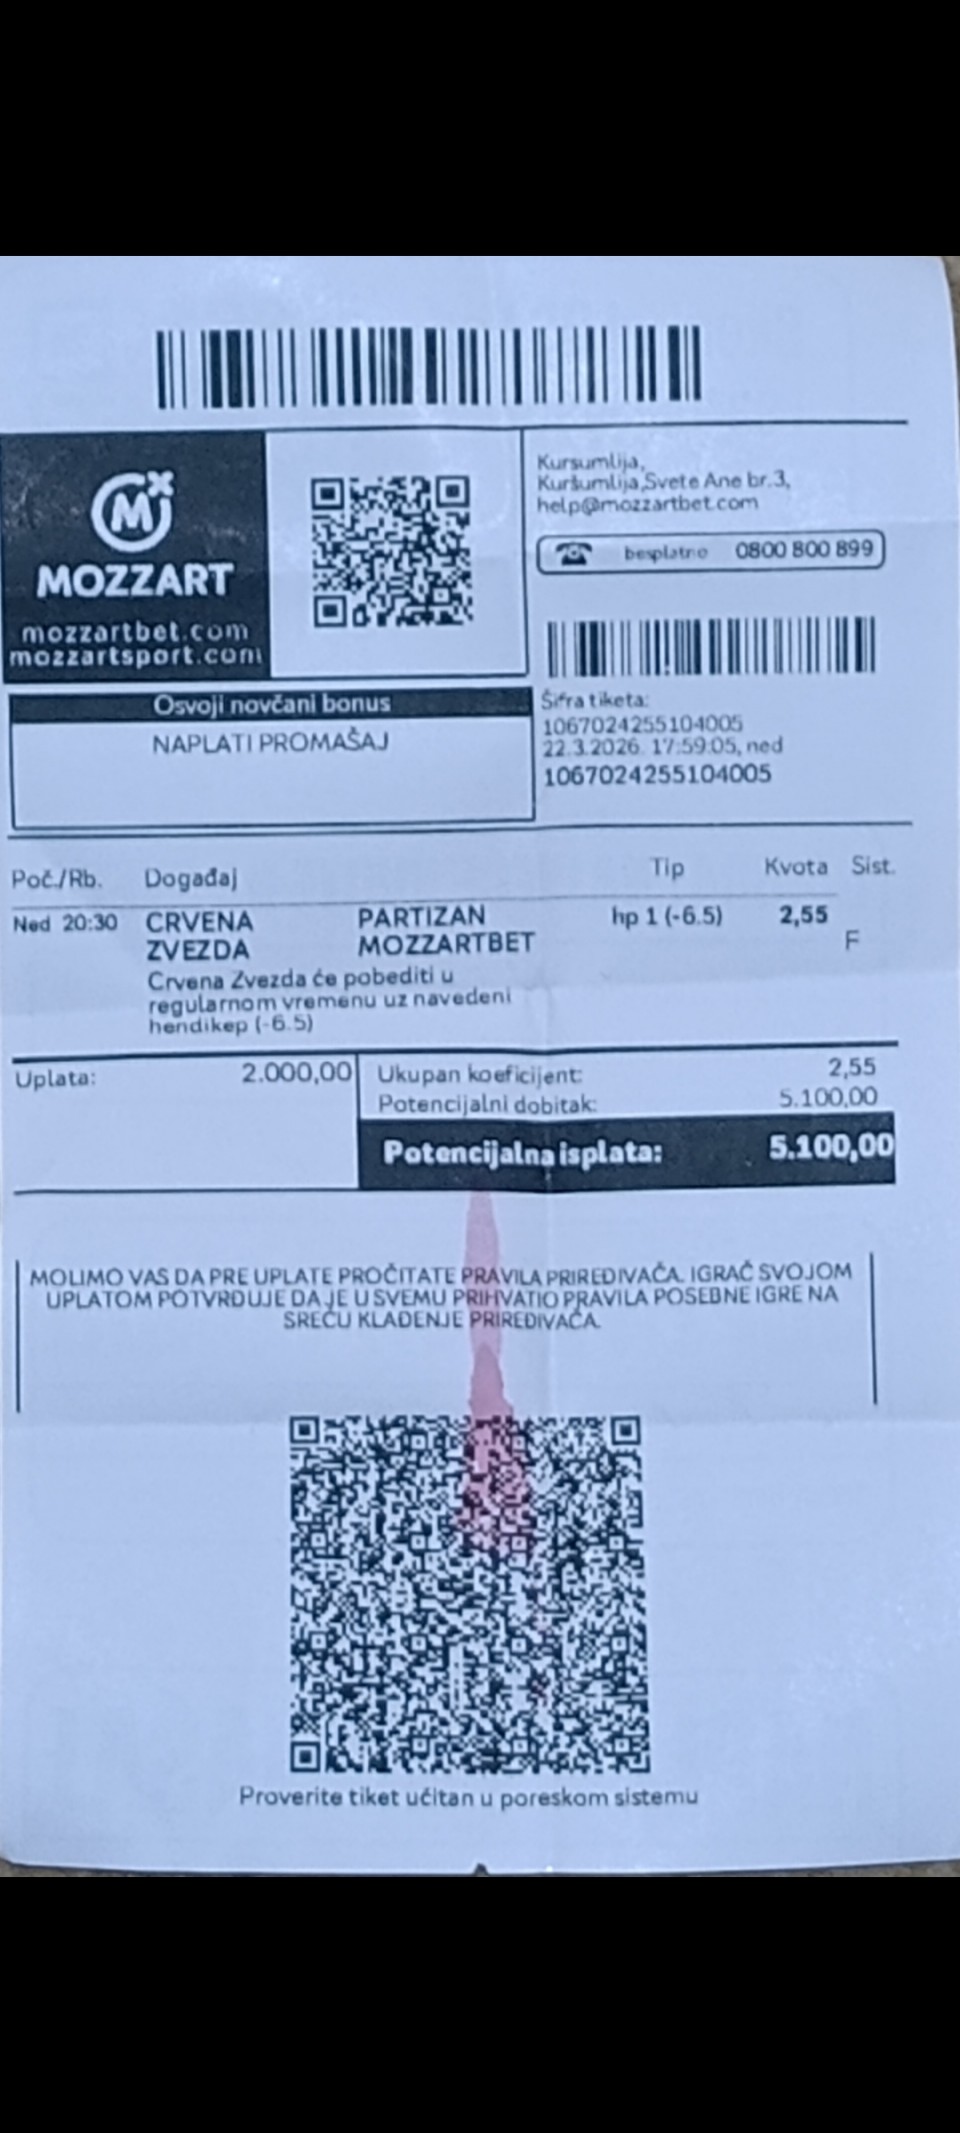 Kursumlija,
Kuršumlija,Svete Ane br.3,
help@mozzartbet.com
besplatno 0800 800 899
M
MOZZART
mozzartbet.com
mozzartsport.com
Osvoji novčani bonus
NAPLATI PROMAŠAJ
Šifra tiketa:
1067024255104005
22.3.2026. 17:59:05, ned
1067024255104005
Poč./Rb. Događaj Tip Kvota Sist.
Ned 20:30 CRVENA PARTIZAN hp 1 (-6.5) 2,55
ZVEZDA MOZZARTBET F
Crvena Zvezda će pobediti u
regularnom vremenu uz navedeni
hendikep (-6.5)
Uplata: 2.000,00
Ukupan koeficijent: 2,55
Potencijalni dobitak: 5.100,00
Potencijalna isplata: 5.100,00
MOLIMO VAS DA PRE UPLATE PROČITATE PRAVILA PRIREĐIVAČA. IGRAČ SVOJOM
UPLATOM POTVRĐUJE DA JE U SVEMU PRIHVATIO PRAVILA POSEBNE IGRE NA
SREĆU KLAĐENJE PRIREĐIVAČA.
Proverite tiket učitan u poreskom sistemu